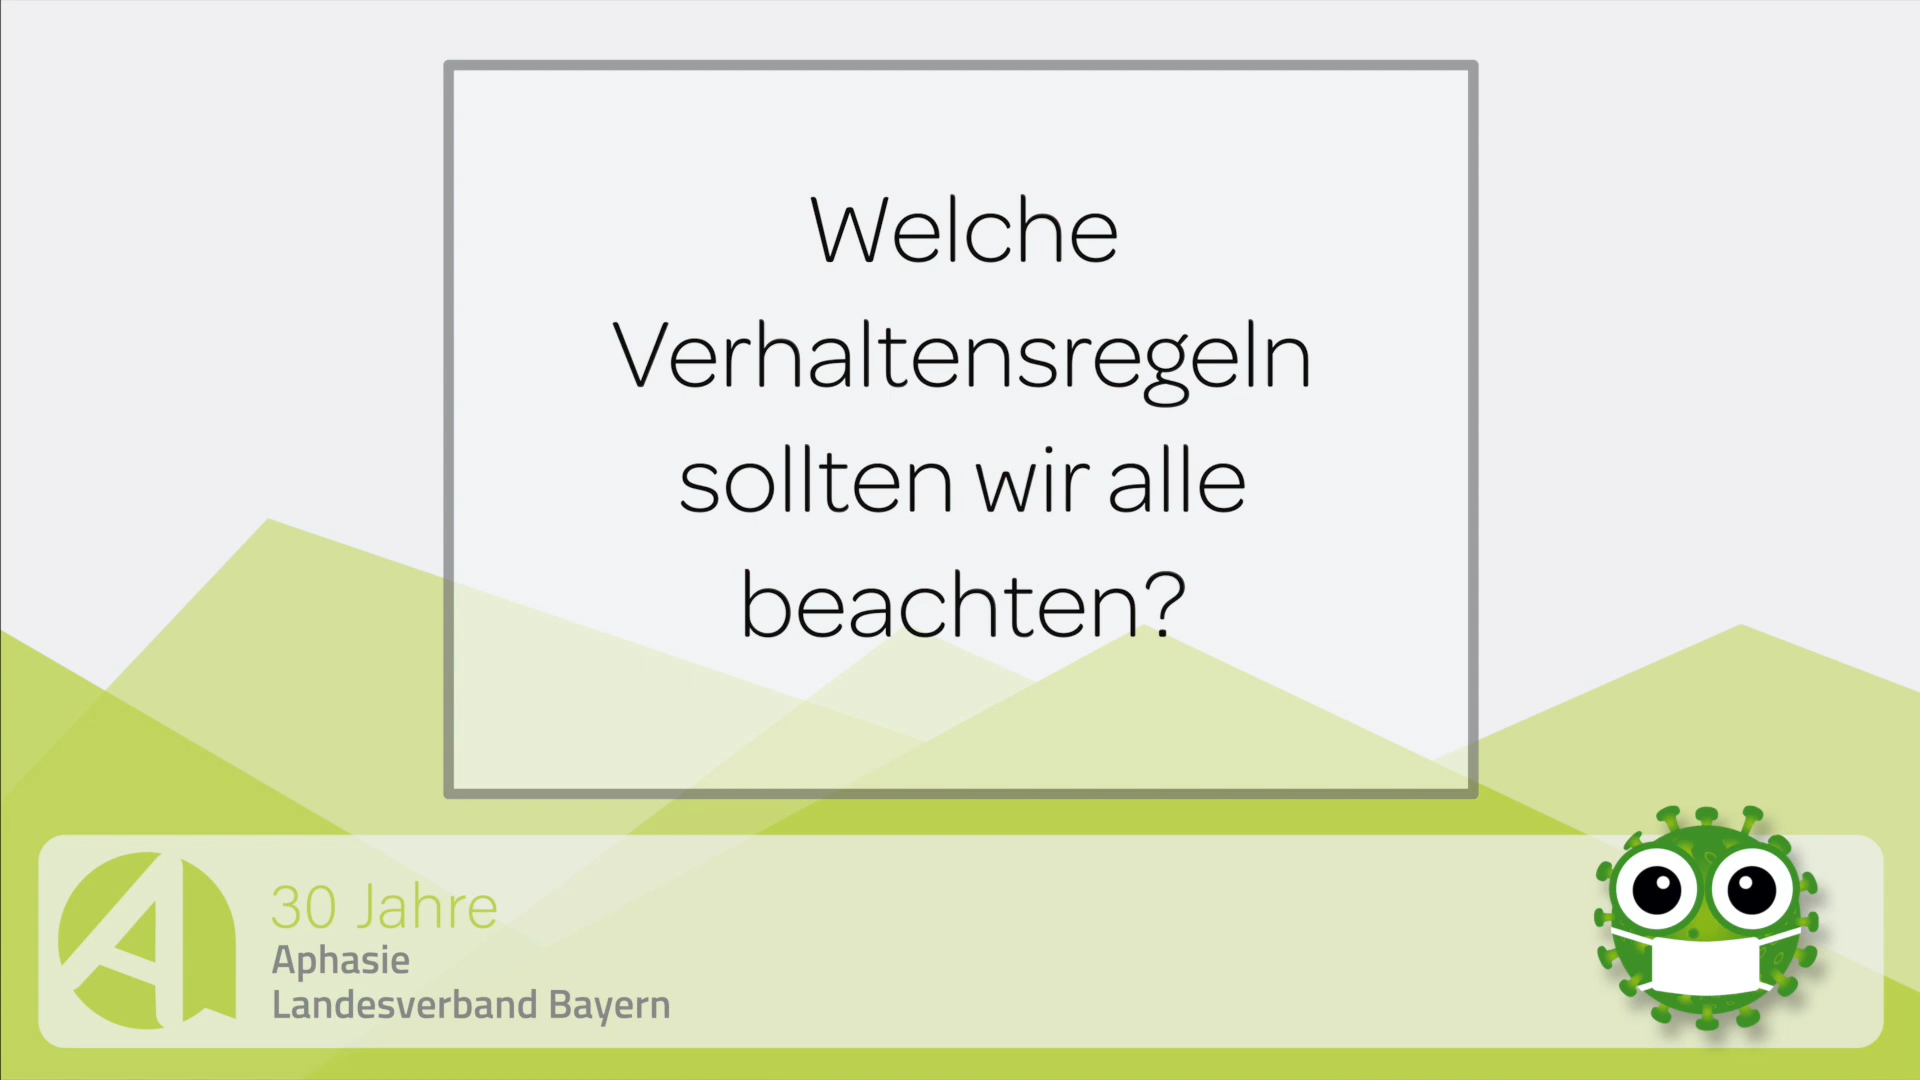 Welche
Verhaltensregeln
sollten wir alle
beachten?
30 Jahre
Aphasie
Landesverband Bayern